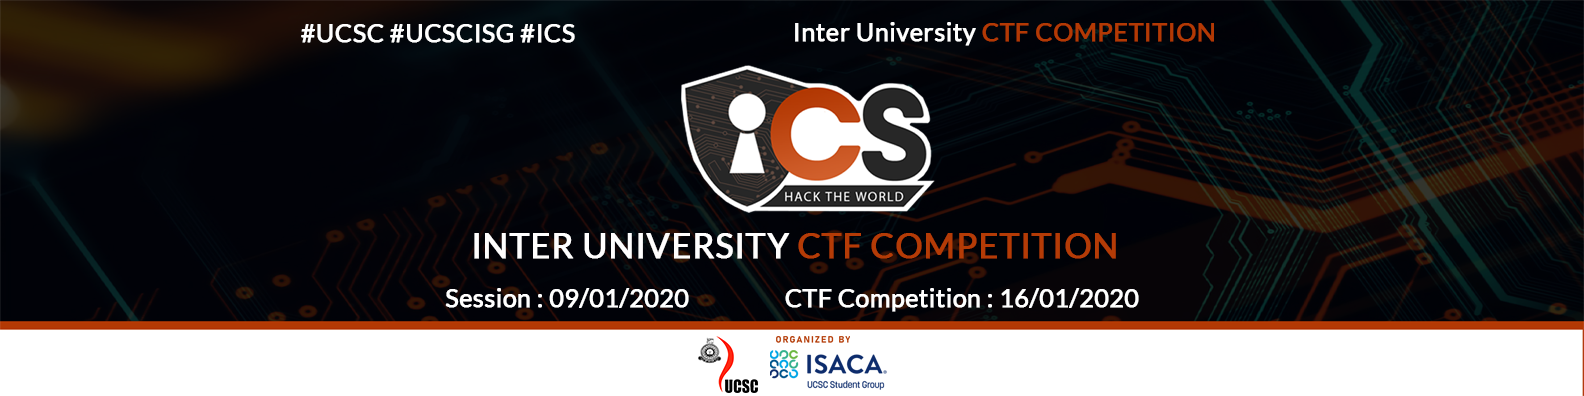 #UCSC #UCSCISG #ICS
Inter University CTF COMPETITION
iCS
HACK THE WORLD
INTER UNIVERSITY CTF COMPETITION
Session : 09/01/2020
CTF Competition : 16/01/2020
ORGANIZED BY
UCSC
ISACA®
UCSC Student Group